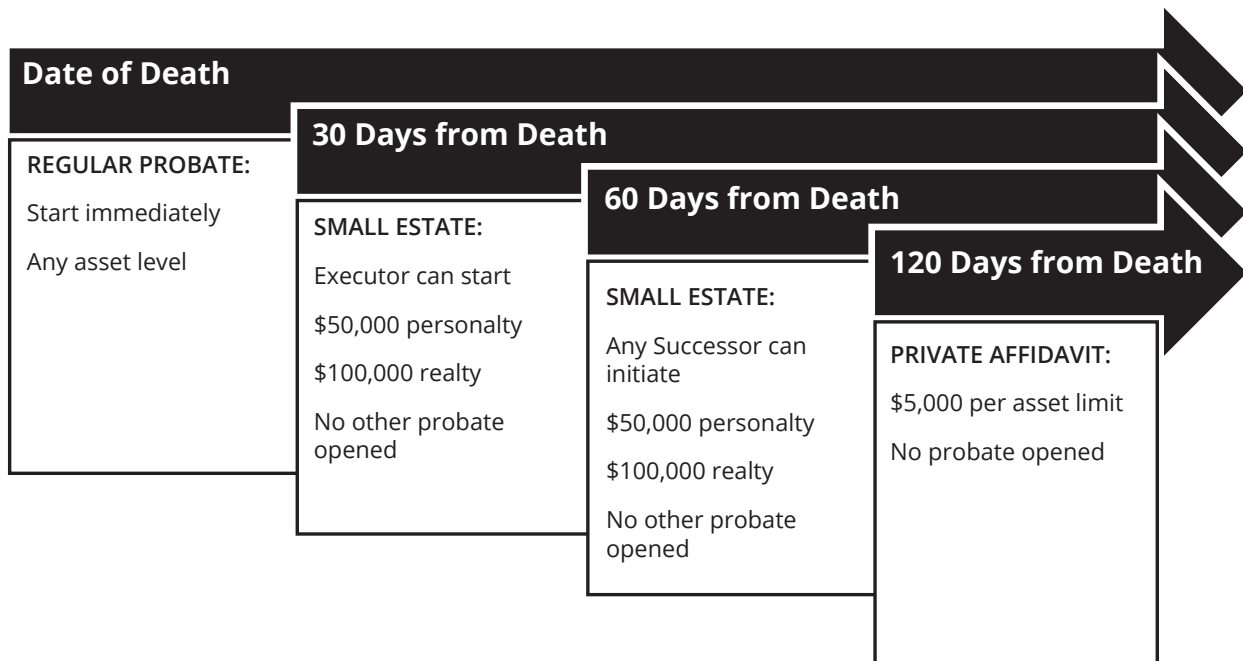 Date of Death
REGULAR PROBATE:
Start immediately
Any asset level
30 Days from Death
SMALL ESTATE:
Executor can start
$50,000 personalty
$100,000 realty
No other probate
opened
60 Days from Death
SMALL ESTATE:
Any Successor can
initiate
$50,000 personalty
$100,000 realty
No other probate
opened
120 Days from Death
PRIVATE AFFIDAVIT:
$5,000 per asset limit
No probate opened